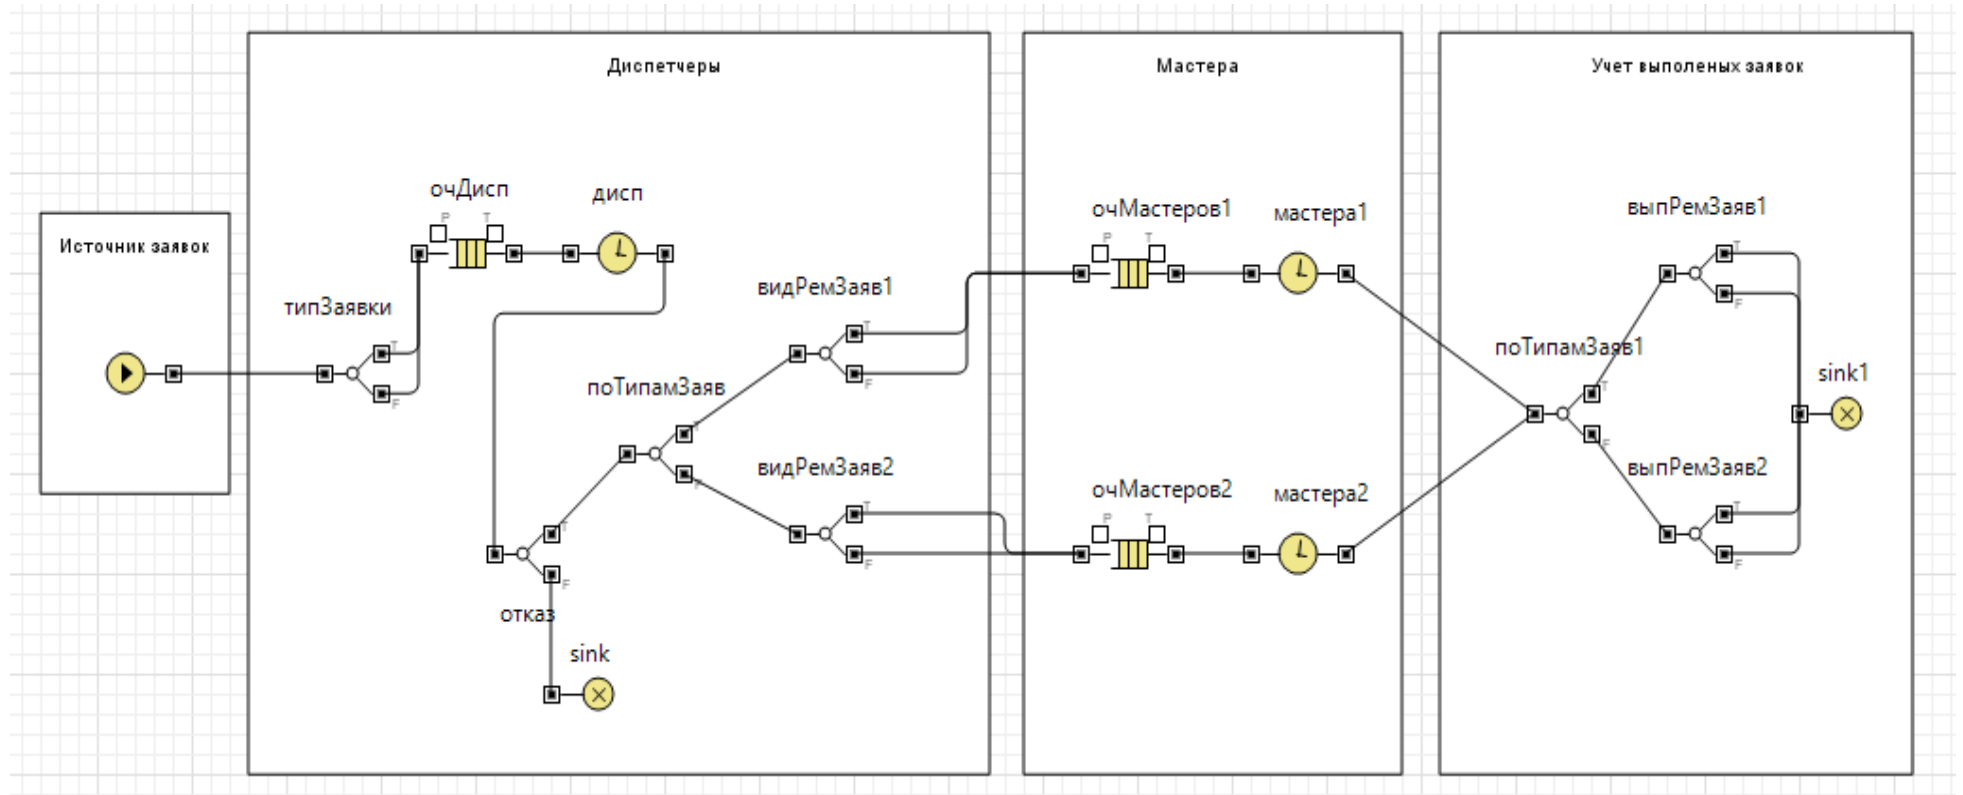 Диспетчеры
Мастера
Учет выполеных заявок
Источник заявок
типЗаявки
T
F
очДисп
P T
дисп
отказ
T
F
sink
поТипамЗаяв
T
F
видРемЗаяв1
T
F
видРемЗаяв2
T
F
очМастеров1
P T
мастера1
очМастеров2
P T
мастера2
поТипамЗаяв1
T
F
выпРемЗаяв1
T
F
выпРемЗаяв2
T
F
sink1